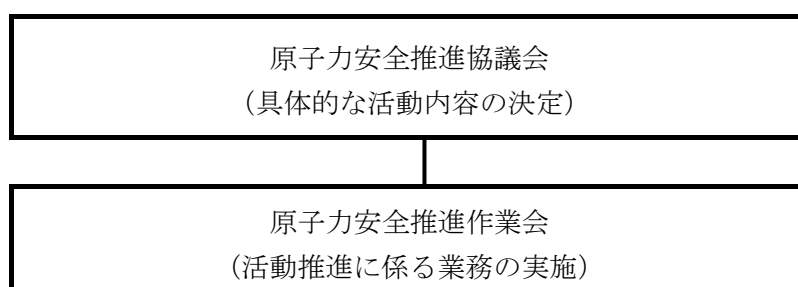 原子力安全推進協議会
（具体的な活動内容の決定）
原子力安全推進作業会
（活動推進に係る業務の実施）